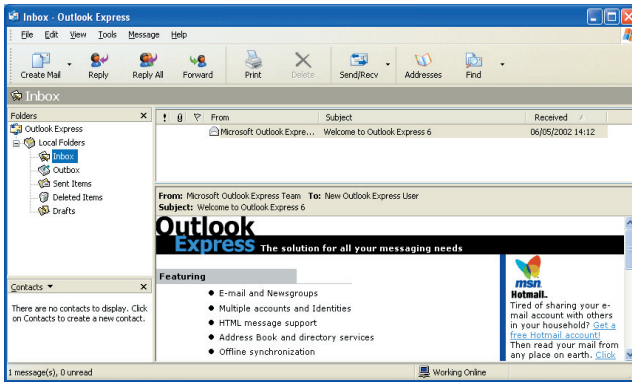 Inbox - Outlook Express
File Edit View Tools Message Help
Create Mail Reply Reply All Forward Print Delete Send/Recv Addresses Find
Inbox
Folders
Outlook Express
Local Folders
Inbox
Outbox
Sent Items
Deleted Items
Drafts
! From Subject Received
Microsoft Outlook Expre... Welcome to Outlook Express 6 06/05/2002 14:12
From: Microsoft Outlook Express Team To: New Outlook Express User
Subject: Welcome to Outlook Express 6
Outlook
Express The solution for all your messaging needs
Featuring
• E-mail and Newsgroups
• Multiple accounts and Identities
• HTML message support
• Address Book and directory services
• Offline synchronization
msn
Hotmail.
Tired of sharing your e-
mail account with others
in your household? Get a
free Hotmail account!
Then read your mail from
any place on earth. Click
Contacts
There are no contacts to display. Click
on Contacts to create a new contact.
1 message(s), 0 unread Working Online